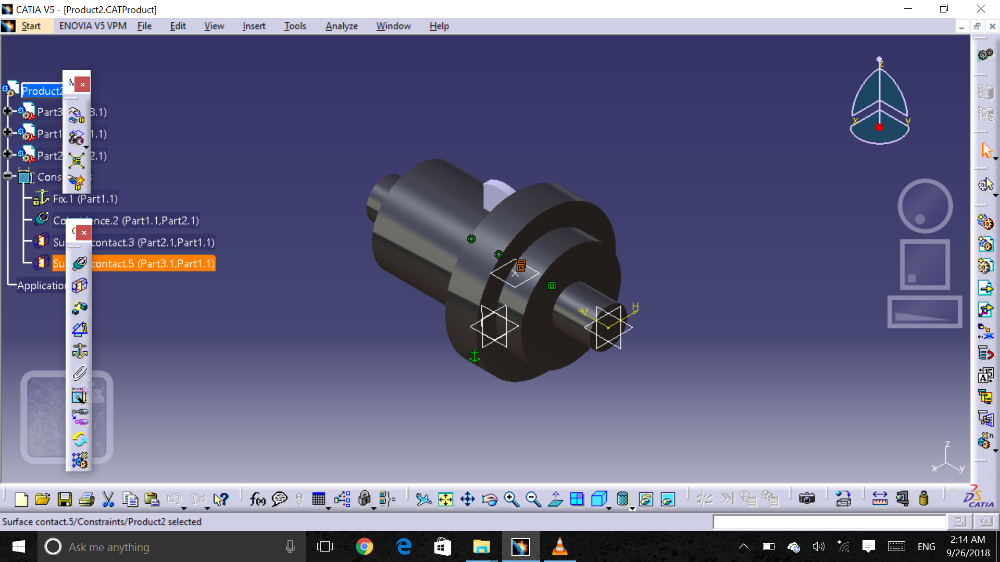 CATIA V5 - [Product2.CATProduct]
Start ENOVIA V5 VPM File Edit View Insert Tools Analyze Window Help
M
Product2
Part3 3.1)
Part1 1.1)
Part2 2.1)
Cons s
Fix.1 (Part1.1)
Coincidence.2 (Part1.1,Part2.1)
C
Su contact.3 (Part2.1,Part1.1)
Su contact.5 (Part3.1,Part1.1)
Application
z
x y
V H
z
x y
f(x)
CATIA
Surface contact.5/Constraints/Product2 selected
Ask me anything
ENG
2:14 AM
9/26/2018